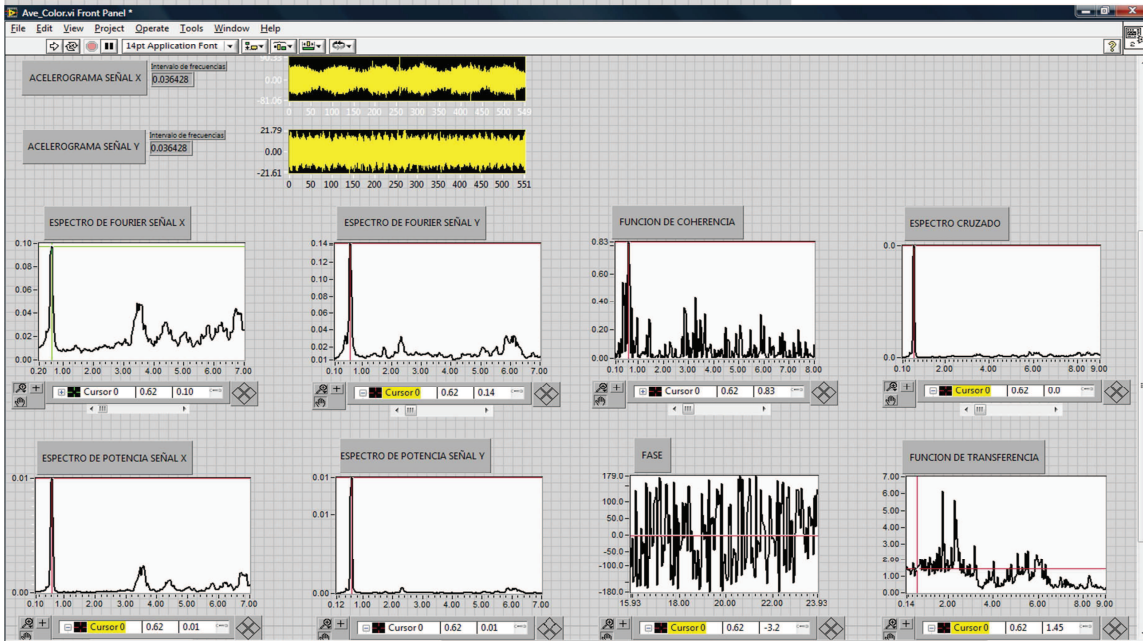 Ave_Color.vi Front Panel *
File Edit View Project Operate Tools Window Help
14pt Application Font
ACELEROGRAMA SEÑAL X
Intervalo de frecuencias
0.036428
0.00
-81.06
0 50 100 150 200 250 300 350 400 450 500 549
ACELEROGRAMA SEÑAL Y
Intervalo de frecuencias
0.036428
21.79
0.00
-21.61
0 50 100 150 200 250 300 350 400 450 500 551
ESPECTRO DE FOURIER SEÑAL X
0.10
0.08
0.06
0.04
0.02
0.00
0.20 1.00 2.00 3.00 4.00 5.00 6.00 7.00
Cursor 0 0.62 0.10
ESPECTRO DE FOURIER SEÑAL Y
0.14
0.12
0.10
0.08
0.06
0.04
0.02
0.01
0.10 1.00 2.00 3.00 4.00 5.00 6.00 7.00
Cursor 0 0.62 0.14
FUNCION DE COHERENCIA
0.83
0.60
0.40
0.20
0.00
0.10 1.00 2.00 3.00 4.00 5.00 6.00 7.00 8.00
Cursor 0 0.62 0.83
ESPECTRO CRUZADO
0.0
0.0
0.10 2.00 4.00 6.00 8.00 9.00
Cursor 0 0.62 0.0
ESPECTRO DE POTENCIA SEÑAL X
0.01
0.00
0.10 1.00 2.00 3.00 4.00 5.00 6.00 7.00
Cursor 0 0.62 0.01
ESPECTRO DE POTENCIA SEÑAL Y
0.01
0.01
0.00
0.12 1.00 2.00 3.00 4.00 5.00 6.00 7.00
Cursor 0 0.62 0.01
FASE
179.0
100.0
50.0
0.0
-50.0
-100.0
-180.0
15.93 18.00 20.00 22.00 23.93
Cursor 0 0.62 -3.2
FUNCION DE TRANSFERENCIA
7.00
6.00
5.00
4.00
3.00
2.00
1.00
0.00
0.14 2.00 4.00 6.00 8.00 9.00
Cursor 0 0.62 1.45